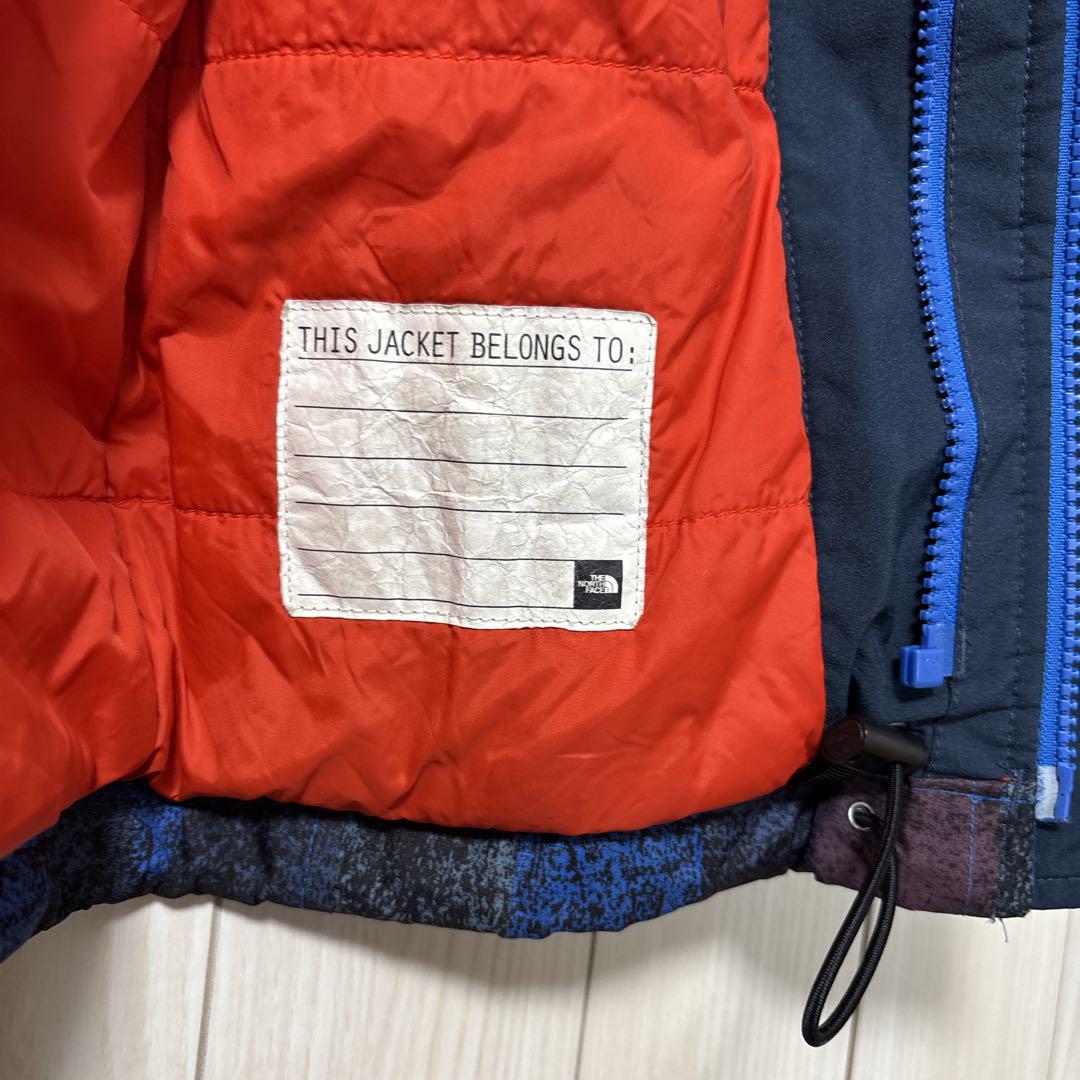 THIS JACKET BELONGS TO:
THE
NORTH
FACE